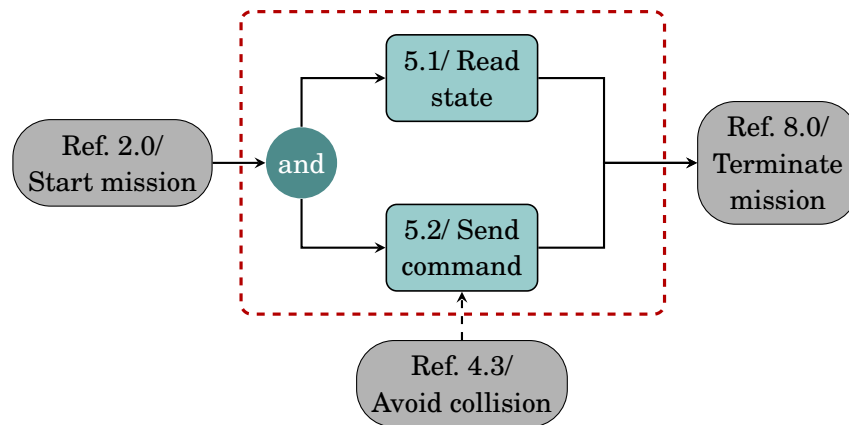 5.1/ Read
state
Ref. 2.0/
Start mission
and
Ref. 8.0/
Terminate
mission
5.2/ Send
command
Ref. 4.3/
Avoid collision